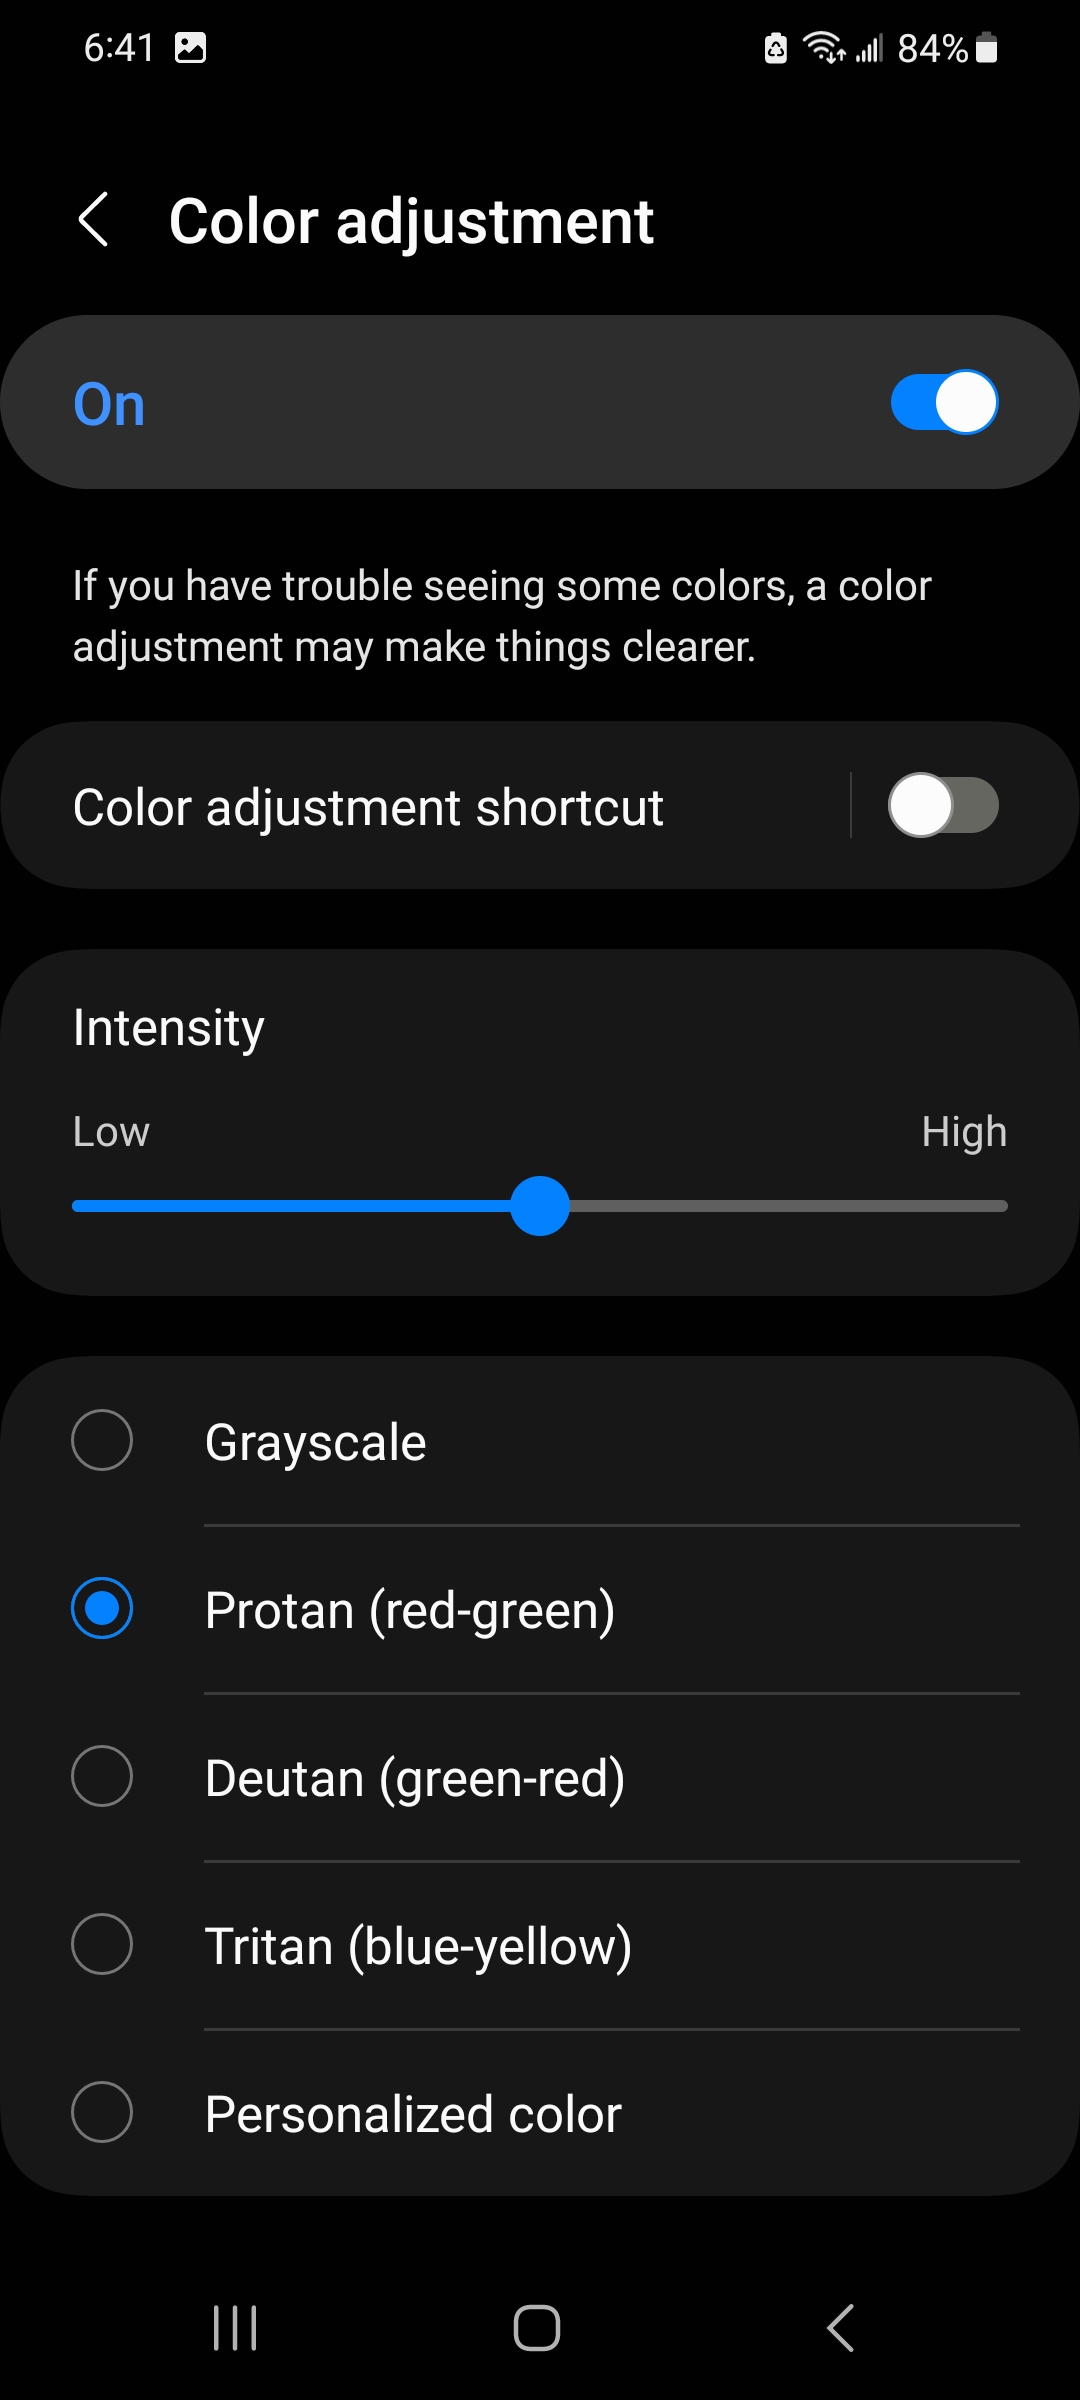 6:41
84%
Color adjustment
On
If you have trouble seeing some colors, a color
adjustment may make things clearer.
Color adjustment shortcut
Intensity
Low High
Grayscale
Protan (red-green)
Deutan (green-red)
Tritan (blue-yellow)
Personalized color